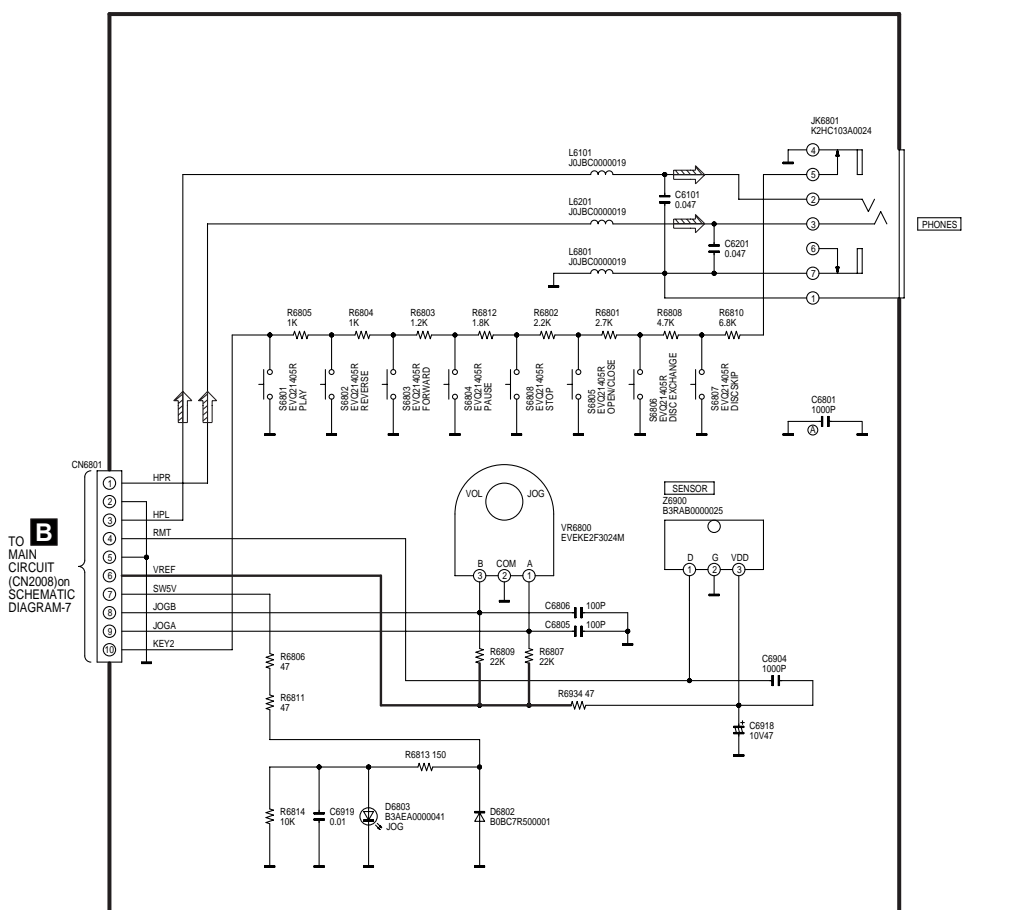 JK6801
K2HC103A0024
L6101
J0JBC0000019
4
5
C6101
0.047
2
L6201
J0JBC0000019
3
PHONES
C6201
0.047
6
L6801
J0JBC0000019
7
1
R6805
1K
R6804
1K
R6803
1.2K
R6812
1.8K
R6802
2.2K
R6801
2.7K
R6808
4.7K
R6810
6.8K
S6801
EVQ21405R
PLAY
S6802
EVQ21405R
REVERSE
S6803
EVQ21405R
FORWARD
S6804
EVQ21405R
PAUSE
S6808
EVQ21405R
STOP
S6805
EVQ21405R
OPEN/CLOSE
S6806
EVQ21405R
DISC EXCHANGE
S6807
EVQ21405R
DISC SKIP
C6801
1000P
A
CN6801
1 HPR
2
3 HPL
4 RMT
5
6 VREF
7 SW5V
8 JOGB
9 JOGA
10 KEY2
TO B
MAIN
CIRCUIT
(CN2008)on
SCHEMATIC
DIAGRAM-7
VOL JOG
VR6800
EVEKE2F3024M
B COM A
3 2 1
SENSOR
Z6900
B3RAB0000025
D G VDD
1 2 3
C6806 100P
C6805 100P
R6809
22K
R6807
22K
R6806
47
R6811
47
C6904
1000P
R6934 47
C6918
10V47
+
R6813 150
R6814
10K
C6919
0.01
D6803
B3AEA0000041
JOG
D6802
B0BC7R500001